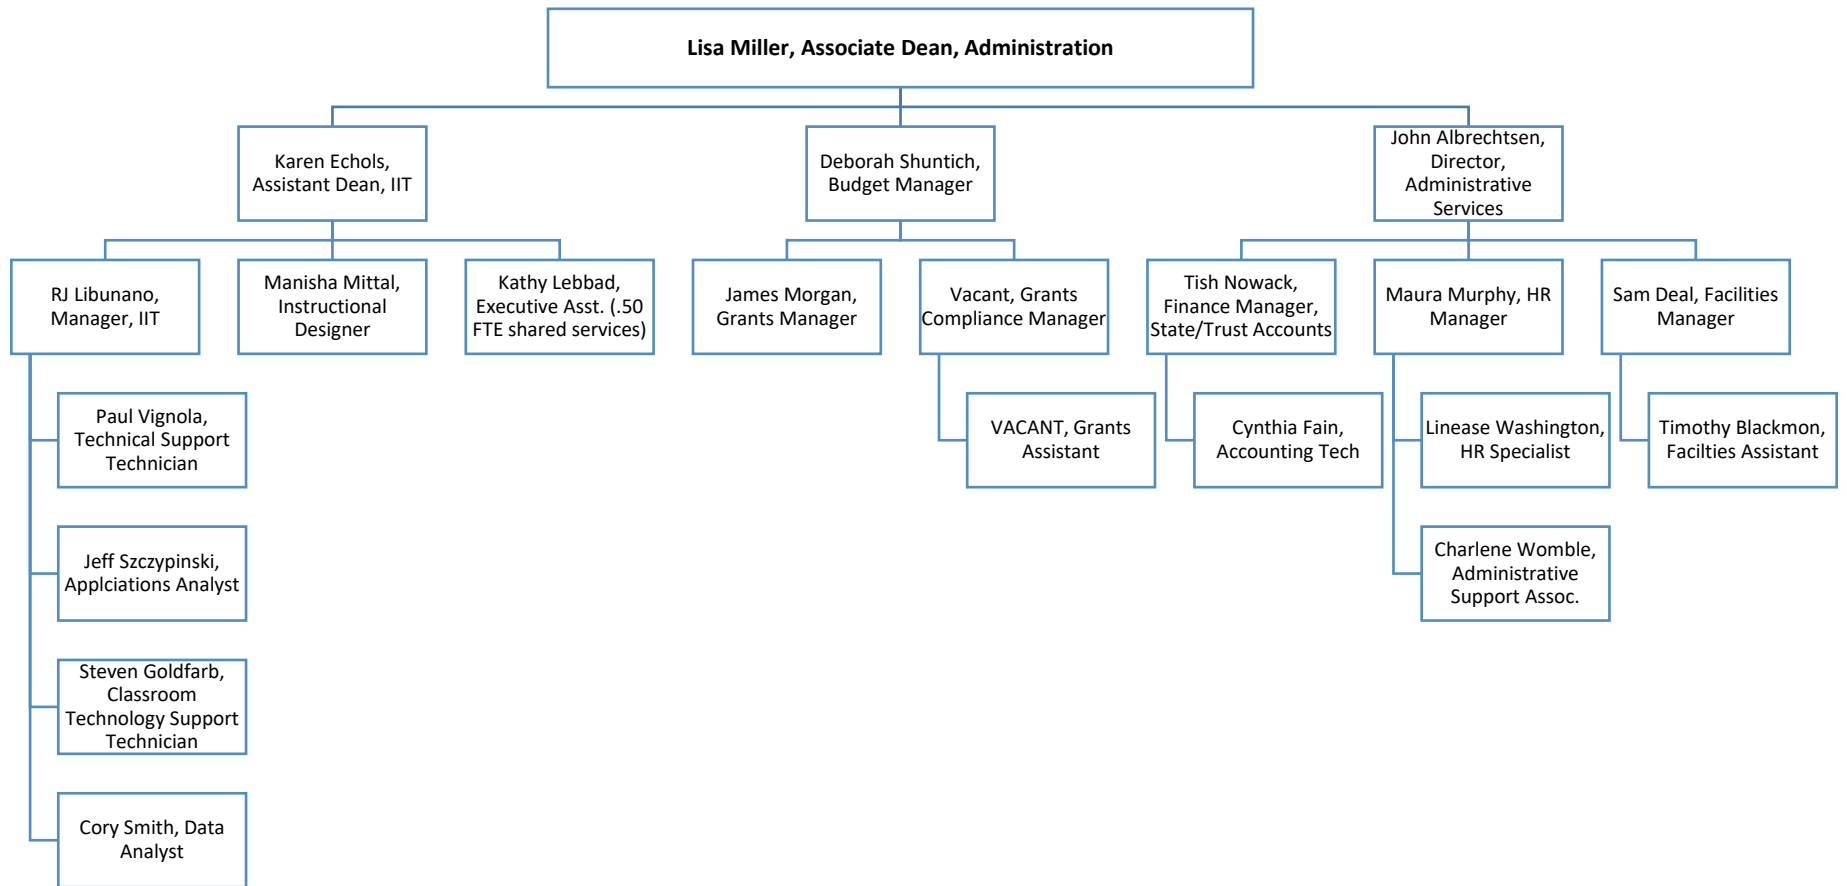 Lisa Miller, Associate Dean, Administration
Karen Echols,
Assistant Dean, IIT
Deborah Shuntich,
Budget Manager
John Albrechtsen,
Director,
Administrative
Services
RJ Libunano,
Manager, IIT
Manisha Mittal,
Instructional
Designer
Kathy Lebbad,
Executive Asst. (.50
FTE shared services)
James Morgan,
Grants Manager
Vacant, Grants
Compliance Manager
Tish Nowack,
Finance Manager,
State/Trust Accounts
Maura Murphy, HR
Manager
Sam Deal, Facilities
Manager
Paul Vignola,
Technical Support
Technician
VACANT, Grants
Assistant
Cynthia Fain,
Accounting Tech
Linease Washington,
HR Specialist
Timothy Blackmon,
Facilties Assistant
Jeff Szczypinski,
Applciations Analyst
Charlene Womble,
Administrative
Support Assoc.
Steven Goldfarb,
Classroom
Technology Support
Technician
Cory Smith, Data
Analyst